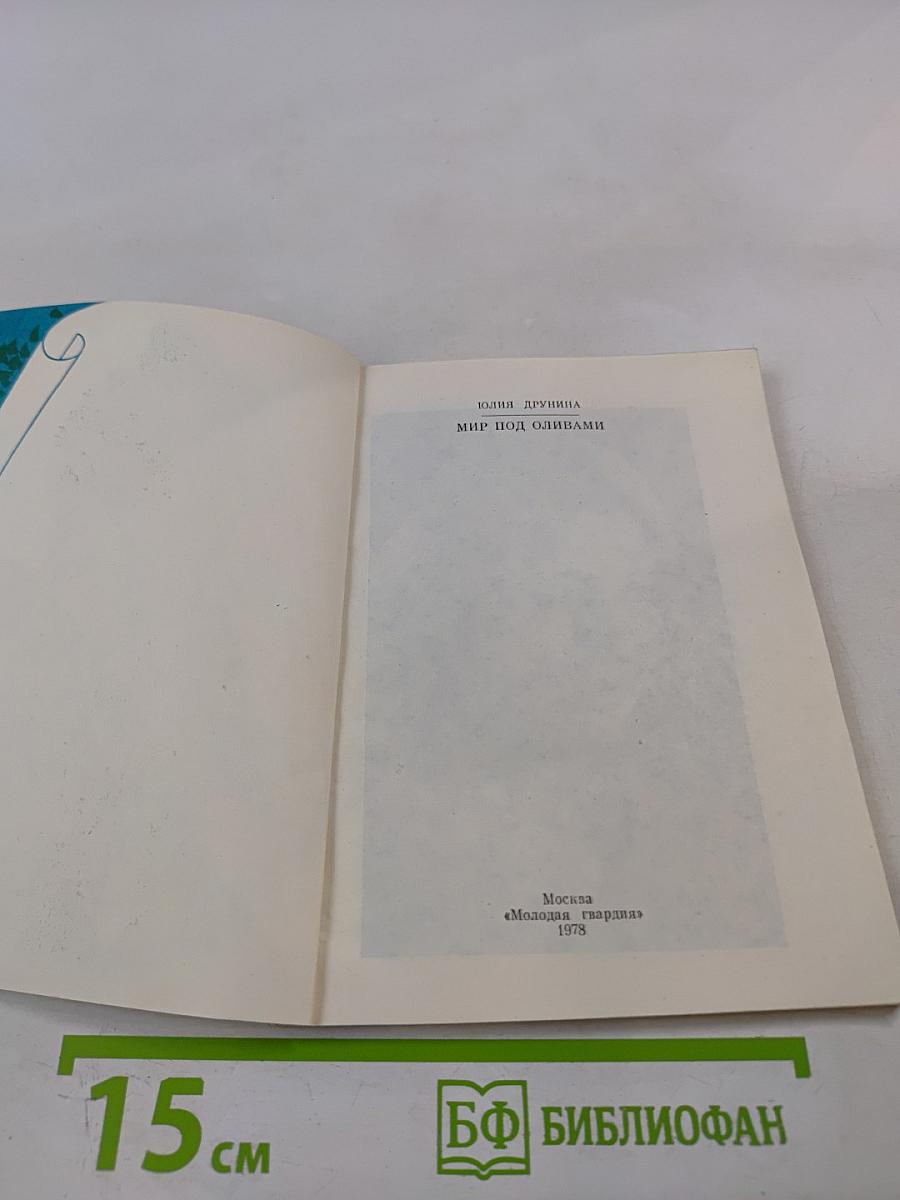 ЮЛИЯ ДРУНИНА
МИР ПОД ОЛИВАМИ
Москва
«Молодая гвардия»
1978
15 см
БФ БИБЛИОФАН